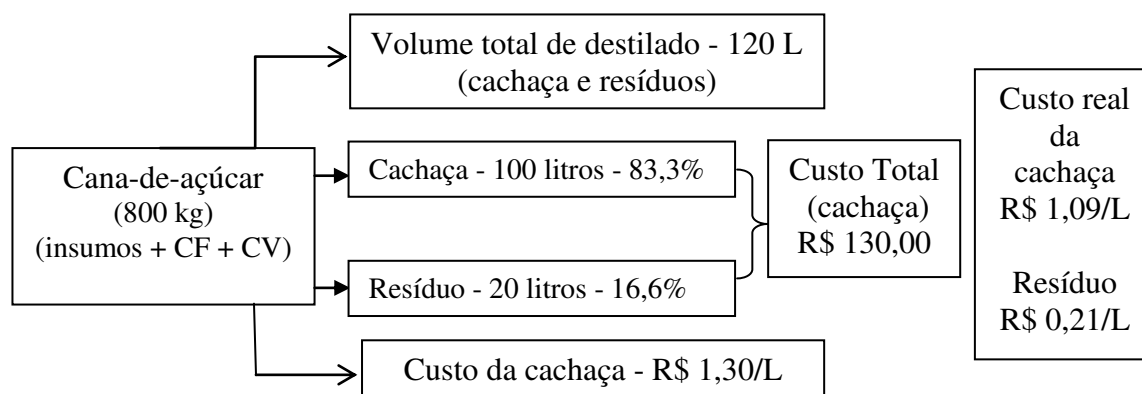 Volume total de destilado - 120 L
(cachaça e resíduos)
Cana-de-açúcar
(800 kg)
(insumos + CF + CV)
Cachaça - 100 litros - 83,3%
Resíduo - 20 litros - 16,6%
Custo da cachaça - R$ 1,30/L
Custo Total
(cachaça)
R$ 130,00
Custo real
da
cachaça
R$ 1,09/L
Resíduo
R$ 0,21/L